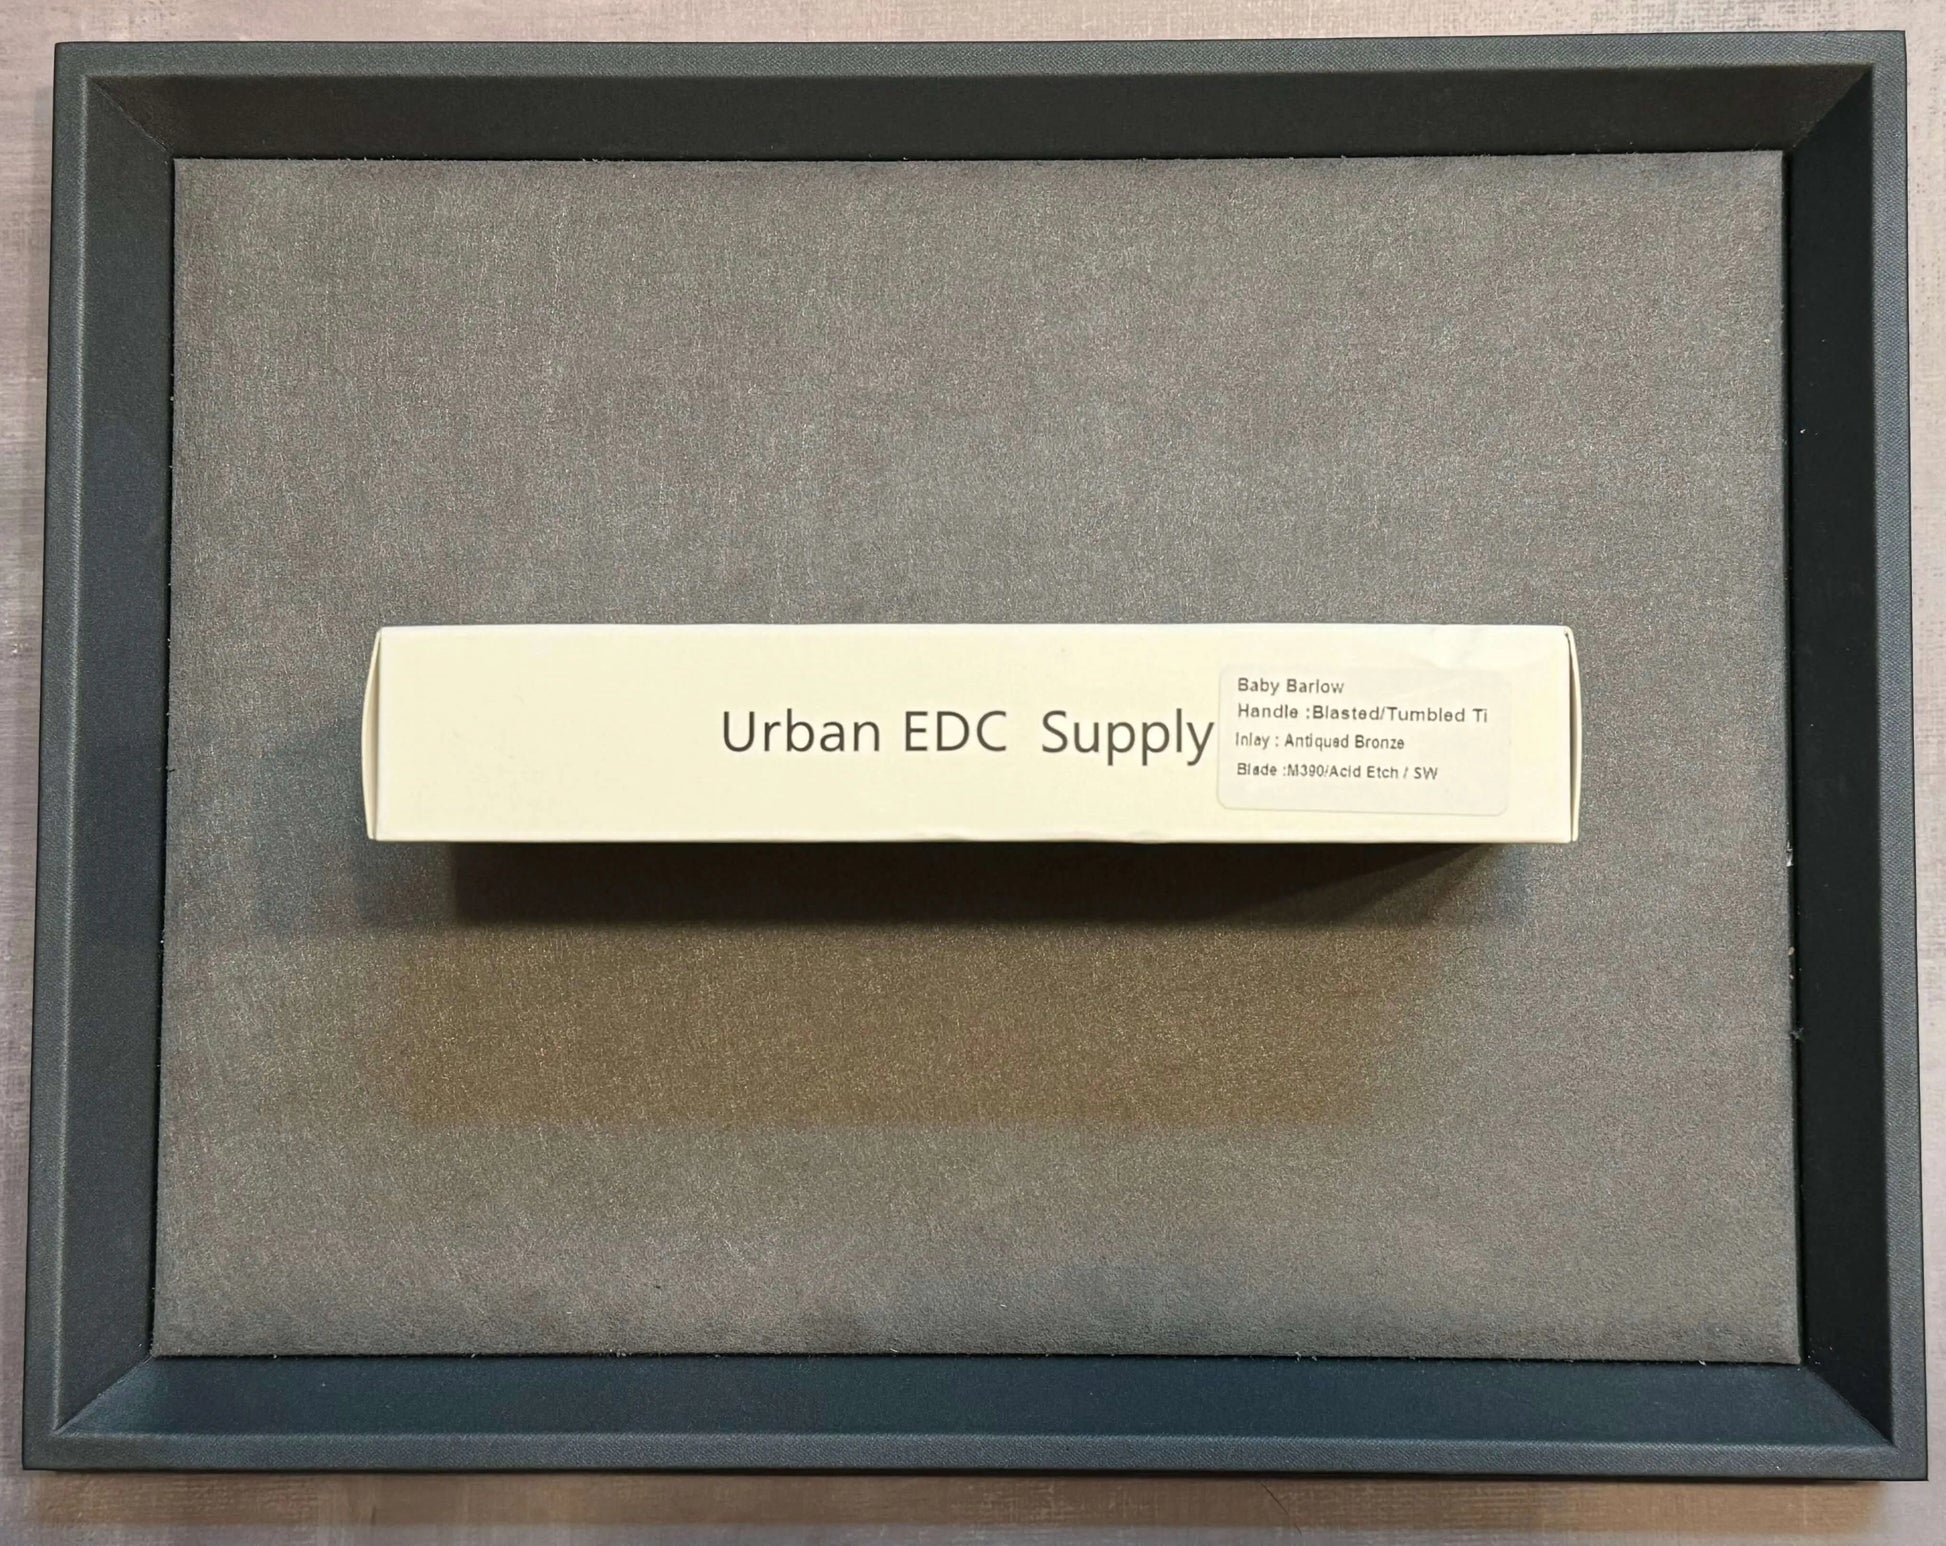 Urban EDC Supply
Baby Barlow
Handle :Blasted/Tumbled Ti
Inlay : Antiqued Bronze
Blade :M390/Acid Etch / SW